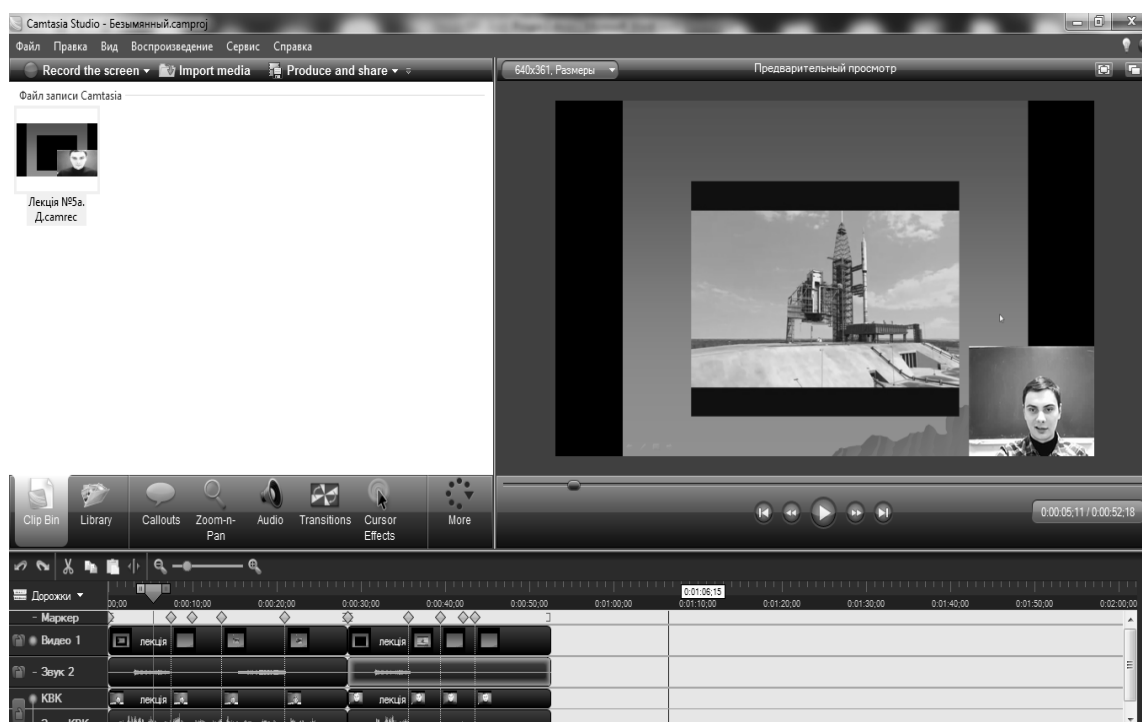 Camtasia Studio - Безымянный.camproj
Файл Правка Вид Воспроизведение Сервис Справка
Record the screen Import media Produce and share
640x361, Размеры Предварительный просмотр
Файл записи Camtasia
Лекція №5а.
Д.camrec
Clip Bin Library Callouts Zoom-n-Pan Audio Transitions Cursor Effects More
0:00:05;11 / 0:00:52;18
0:01:06;15
Дорожки 00;00 0:00:10;00 0:00:20;00 0:00:30;00 0:00:40;00 0:00:50;00 0:01:00;00 0:01:10;00 0:01:20;00 0:01:30;00 0:01:40;00 0:01:50;00 0:02:00;00
- Маркер
Видео 1 лекція лекція
- Звук 2
КВК лекція лекція
КВК